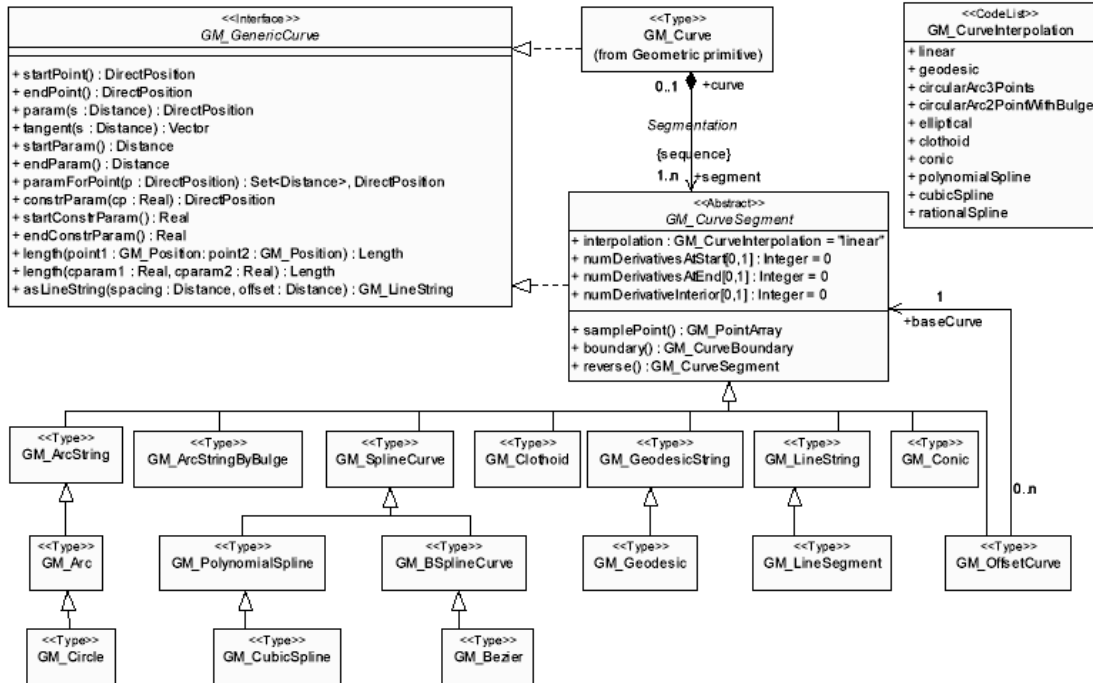 <<Interface>>
GM_GenericCurve
+ startPoint() : DirectPosition
+ endPoint() : DirectPosition
+ param(s : Distance) : DirectPosition
+ tangent(s : Distance) : Vector
+ startParam() : Distance
+ endParam() : Distance
+ paramForPoint(p : DirectPosition) : Set<Distance>, DirectPosition
+ constrParam(cp : Real) : DirectPosition
+ startConstrParam() : Real
+ endConstrParam() : Real
+ length(point1 : GM_Position: point2 : GM_Position) : Length
+ length(cparam1 : Real, cparam2 : Real) : Length
+ asLineString(spacing : Distance, offset : Distance) : GM_LineString
<<Type>>
GM_Curve
(from Geometric primitive)
0..1
+curve
Segmentation
{sequence}
1..n
+segment
<<CodeList>>
GM_CurveInterpolation
+ linear
+ geodesic
+ circularArc3Points
+ circularArc2PointWithBulge
+ elliptical
+ clothoid
+ conic
+ polynomialSpline
+ cubicSpline
+ rationalSpline
<<Abstract>>
GM_CurveSegment
+ interpolation : GM_CurveInterpolation = "linear"
+ numDerivativesAtStart[0,1] : Integer = 0
+ numDerivativesAtEnd[0,1] : Integer = 0
+ numDerivativeInterior[0,1] : Integer = 0
+ samplePoint() : GM_PointArray
+ boundary() : GM_CurveBoundary
+ reverse() : GM_CurveSegment
1
+baseCurve
0..n
<<Type>>
GM_ArcString
<<Type>>
GM_ArcStringByBulge
<<Type>>
GM_SplineCurve
<<Type>>
GM_Clothoid
<<Type>>
GM_GeodesicString
<<Type>>
GM_LineString
<<Type>>
GM_Conic
<<Type>>
GM_Arc
<<Type>>
GM_PolynomialSpline
<<Type>>
GM_BSplineCurve
<<Type>>
GM_Geodesic
<<Type>>
GM_LineSegment
<<Type>>
GM_OffsetCurve
<<Type>>
GM_Circle
<<Type>>
GM_CubicSpline
<<Type>>
GM_Bezier